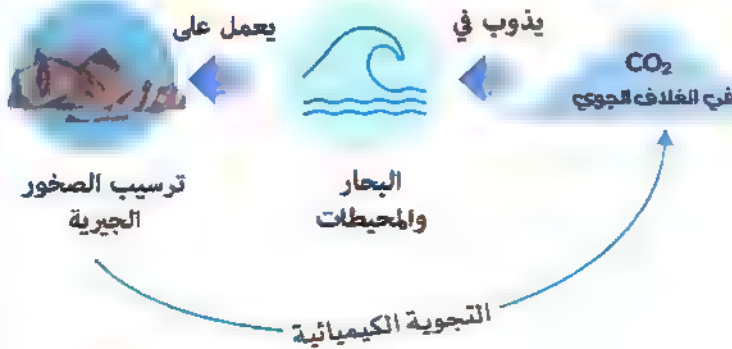 يذوب في
يعمل على
CO₂
في الغلاف الجوي
البحار
والمحيطات
ترسيب الصخور
الجيرية
التجوية الكيميائية